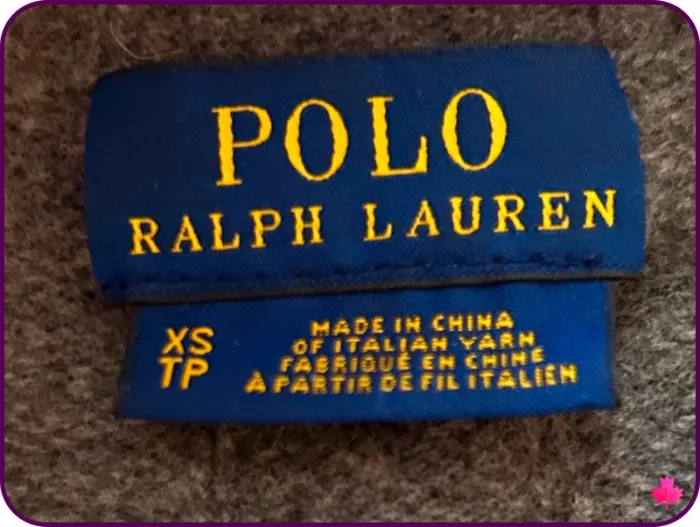 POLO
RALPH LAUREN
XS
TP
MADE IN CHINA
OF ITALIAN YARN
FABRIQUÉ EN CHINE
À PARTIR DE FIL ITALIEN